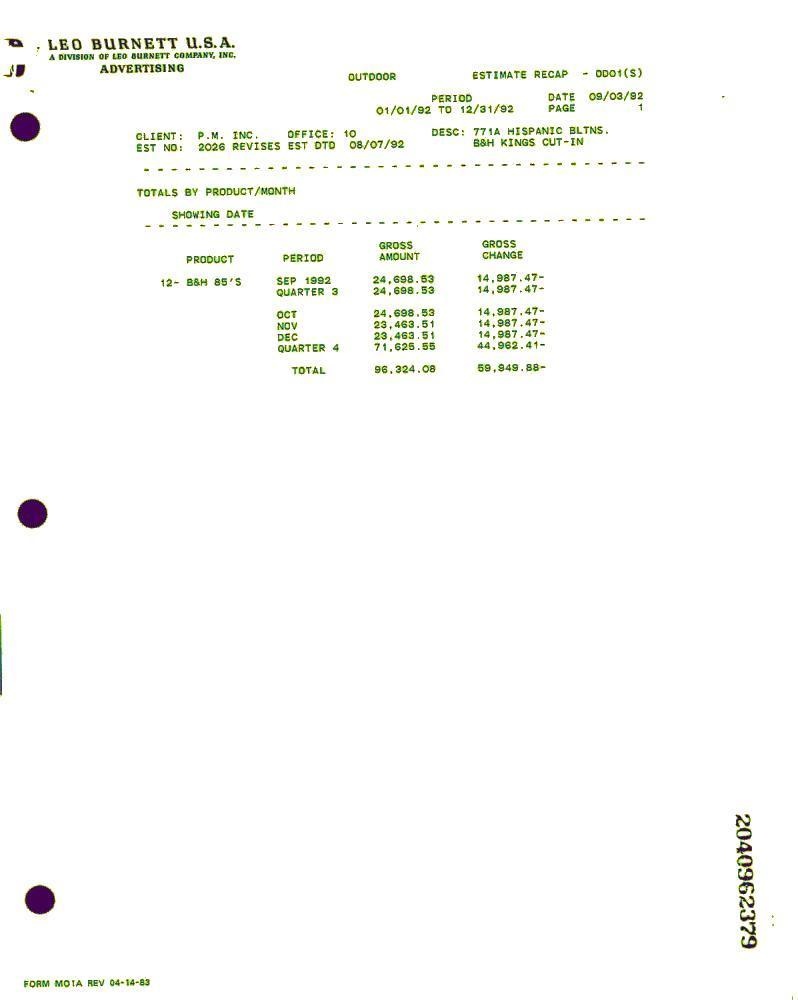 LEO BURNETT U.S.A.
A DIVISION OF LEO BURNETT COMPANY, INC.
ADVERTISING
OUTDOOR ESTIMATE RECAP - OD01(S)
PERIOD DATE 09/03/92
01/01/92 TO 12/31/92 PAGE 1
CLIENT: P.M. INC. OFFICE: 10 DESC: 771A HISPANIC BLTNS.
EST NO: 2026 REVISES EST DTD 08/07/92 B&H KINGS CUT-IN
TOTALS BY PRODUCT/MONTH
SHOWING DATE
GROSS GROSS
PRODUCT PERIOD AMOUNT CHANGE
12- B&H 85'S SEP 1992 24,698.53 14,987.47-
QUARTER 3 24,698.53 14,987.47-
OCT 24,698.53 14,987.47-
NOV 23,463.51 14,987.47-
DEC 23,463.51 14,987.47-
QUARTER 4 71,625.55 44,962.41-
TOTAL 96,324.08 59,949.88-
2040962379
FORM MO1A REV 04-14-83